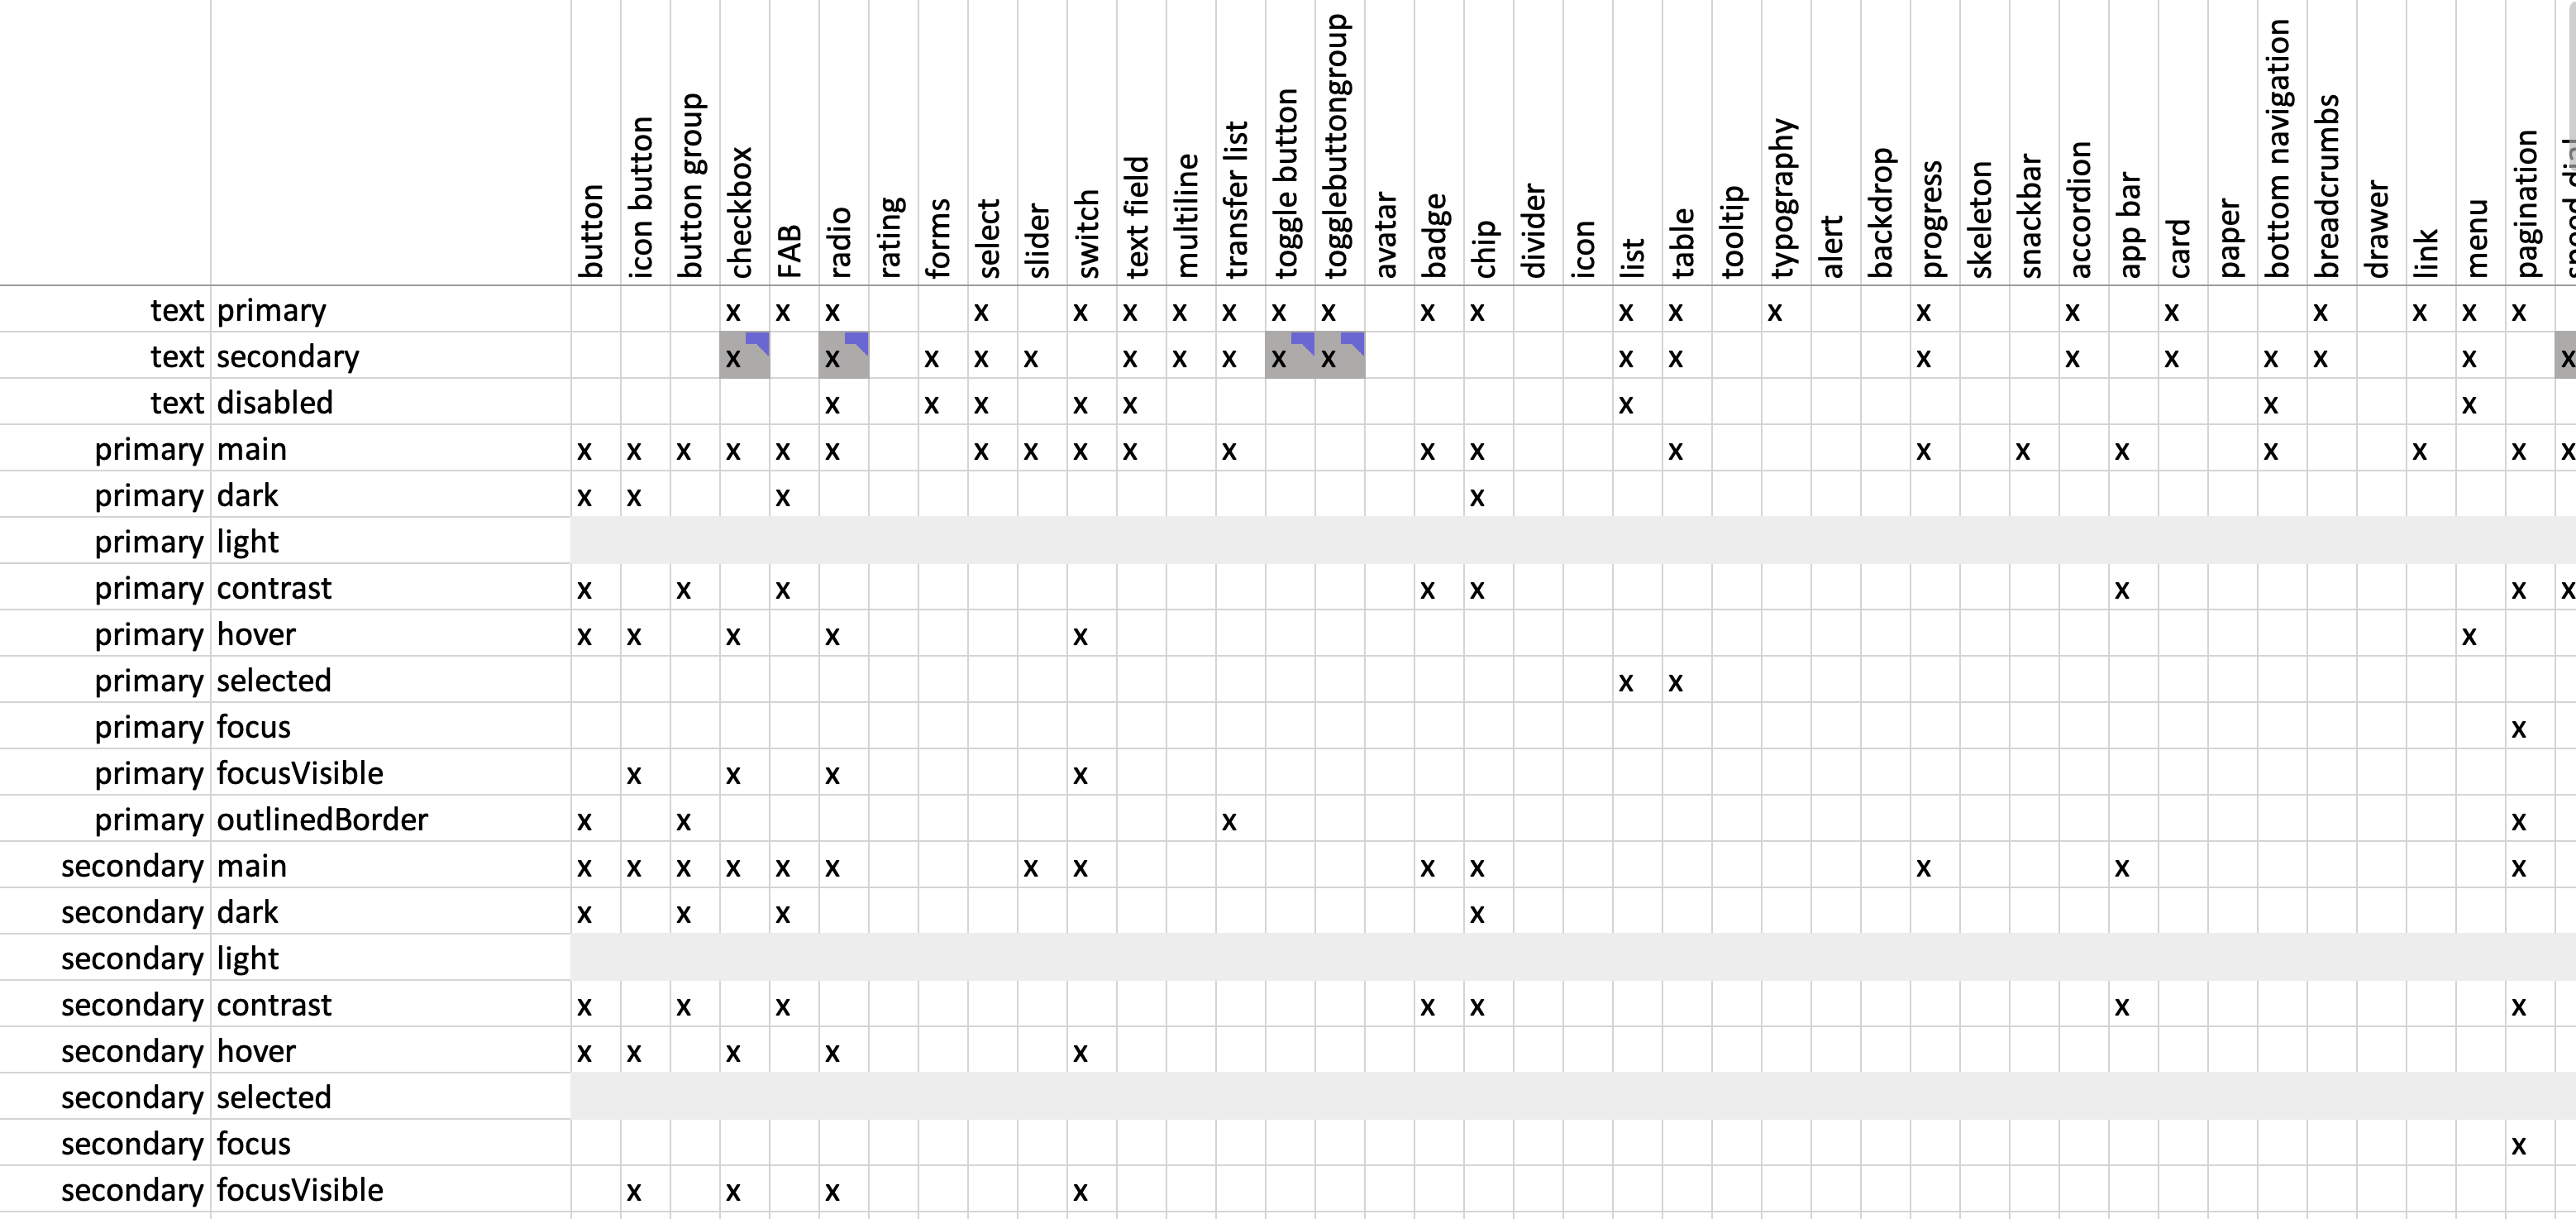 button
icon button
button group
checkbox
FAB
radio
rating
forms
select
slider
switch
text field
multiline
transfer list
toggle button
togglebuttongroup
avatar
badge
chip
divider
icon
list
table
tooltip
typography
alert
backdrop
progress
skeleton
snackbar
accordion
app bar
card
paper
bottom navigation
breadcrumbs
drawer
link
menu
pagination
text primary x x x x x x x x x x x x x x x x x x x x x x
text secondary x x x x x x x x x x x x x x x x x x x
text disabled x x x x x x x x
primary main x x x x x x x x x x x x x x x x x x x x x
primary dark x x x x
primary light
primary contrast x x x x x x x x
primary hover x x x x x x
primary selected x x
primary focus x
primary focusVisible x x x x
primary outlinedBorder x x x x
secondary main x x x x x x x x x x x x x
secondary dark x x x x
secondary light
secondary contrast x x x x x x x
secondary hover x x x x x
secondary selected
secondary focus x
secondary focusVisible x x x x